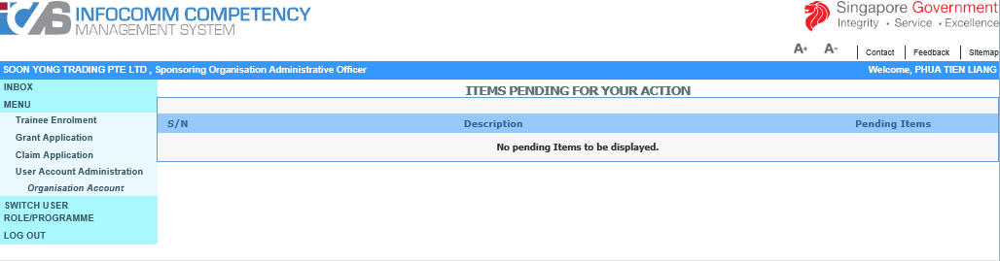 ICMS INFOCOMM COMPETENCY
MANAGEMENT SYSTEM
Singapore Government
Integrity · Service · Excellence
A+ A- Contact Feedback Sitemap
SOON YONG TRADING PTE LTD , Sponsoring Organisation Administrative Officer Welcome, PHUA TIEN LIANG
INBOX
MENU
Trainee Enrolment
Grant Application
Claim Application
User Account Administration
Organisation Account
SWITCH USER
ROLE/PROGRAMME
LOG OUT
ITEMS PENDING FOR YOUR ACTION
S/N Description Pending Items
No pending Items to be displayed.